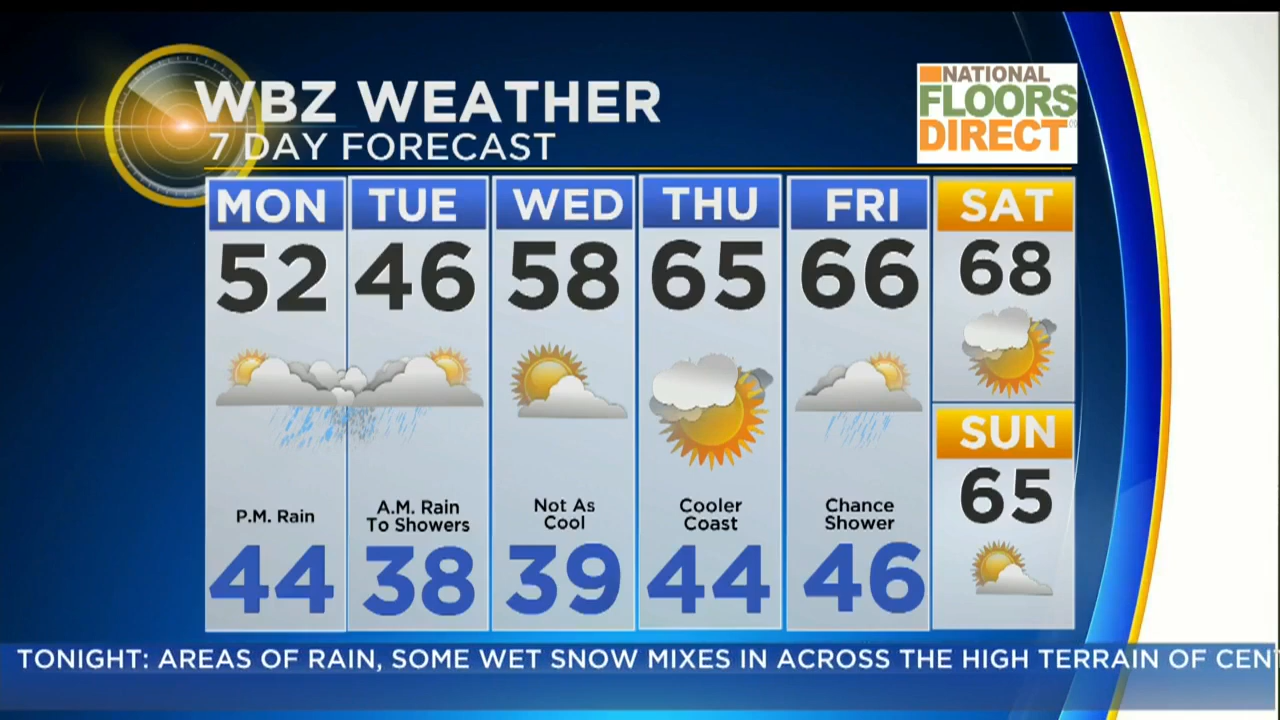 WBZ WEATHER
7 DAY FORECAST
NATIONAL
FLOORS
DIRECT
MON
52
P.M. Rain
44
TUE
46
A.M. Rain
To Showers
38
WED
58
Not As
Cool
39
THU
65
Cooler
Coast
44
FRI
66
Chance
Shower
46
SAT
68
SUN
65
TONIGHT: AREAS OF RAIN, SOME WET SNOW MIXES IN ACROSS THE HIGH TERRAIN OF CENT